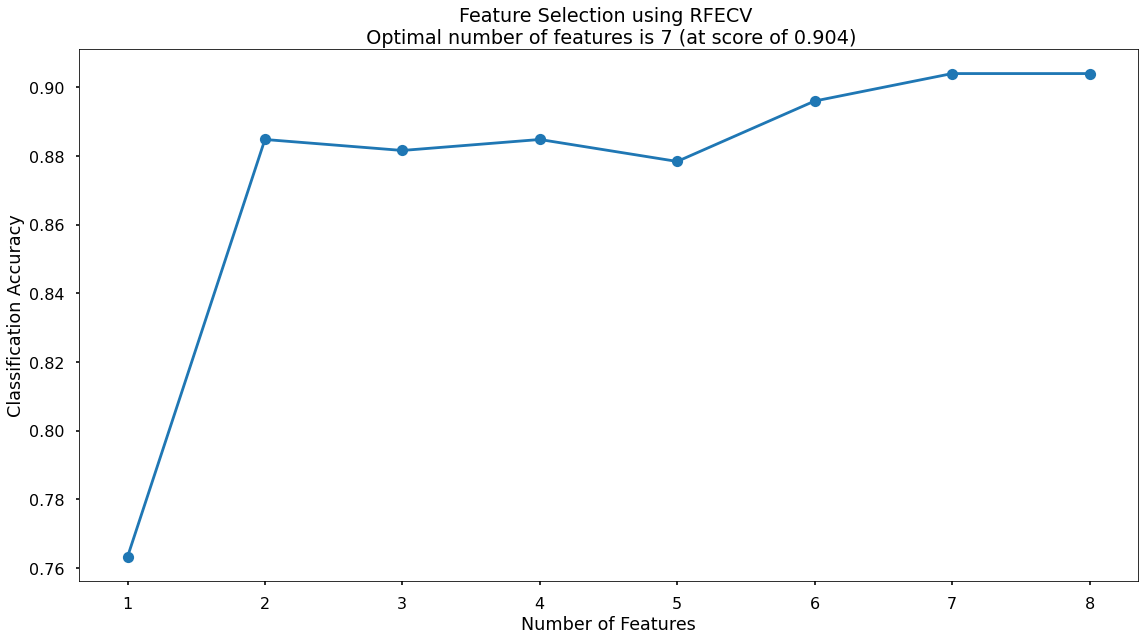 Feature Selection using RFECV
Optimal number of features is 7 (at score of 0.904)
Classification Accuracy
0.90
0.88
0.86
0.84
0.82
0.80
0.78
0.76
1 2 3 4 5 6 7 8
Number of Features